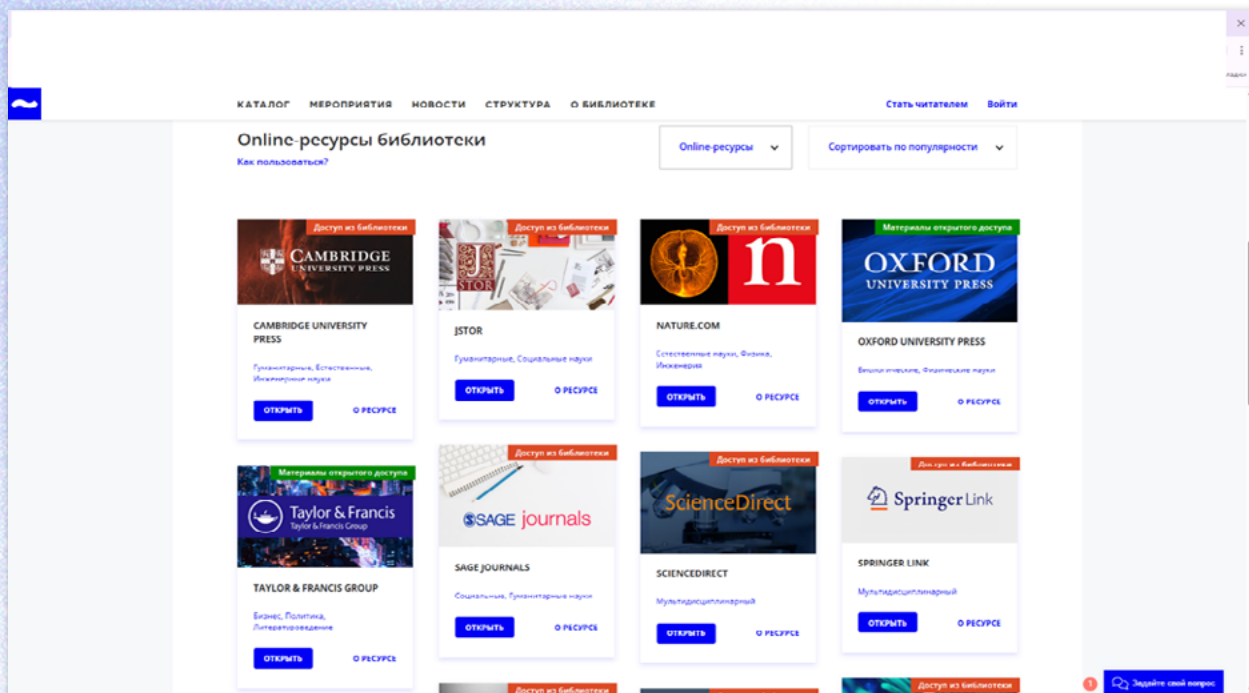 КАТАЛОГ МЕРОПРИЯТИЯ НОВОСТИ СТРУКТУРА О БИБЛИОТЕКЕ Стать читателем Войти
Online-ресурсы библиотеки
Как пользоваться?
Online-ресурсы
Сортировать по популярности
Доступ из библиотеки
CAMBRIDGE
UNIVERSITY PRESS
CAMBRIDGE UNIVERSITY
PRESS
Гуманитарные, Естественные,
Инженерные науки
ОТКРЫТЬ О РЕСУРСЕ
Доступ из библиотеки
J
STOR
JSTOR
Гуманитарные, Социальные науки
ОТКРЫТЬ О РЕСУРСЕ
Доступ из библиотеки
n
NATURE.COM
Естественные науки, Физика,
Инженерия
ОТКРЫТЬ О РЕСУРСЕ
Материалы открытого доступа
OXFORD
UNIVERSITY PRESS
OXFORD UNIVERSITY PRESS
Физические науки
ОТКРЫТЬ О РЕСУРСЕ
Материалы открытого доступа
Taylor & Francis
Taylor & Francis Group
TAYLOR & FRANCIS GROUP
Бизнес, Политика,
Литературоведение
ОТКРЫТЬ О РЕСУРСЕ
Доступ из библиотеки
SAGE journals
SAGE JOURNALS
Социальные, Гуманитарные науки
ОТКРЫТЬ О РЕСУРСЕ
Доступ из библиотеки
ScienceDirect
SCIENCEDIRECT
Мультидисциплинарный
ОТКРЫТЬ О РЕСУРСЕ
Доступ из библиотеки
Springer Link
SPRINGER LINK
Мультидисциплинарный
ОТКРЫТЬ О РЕСУРСЕ
Доступ из библиотеки
Доступ из библиотеки
Доступ из библиотеки
1
Задайте свой вопрос